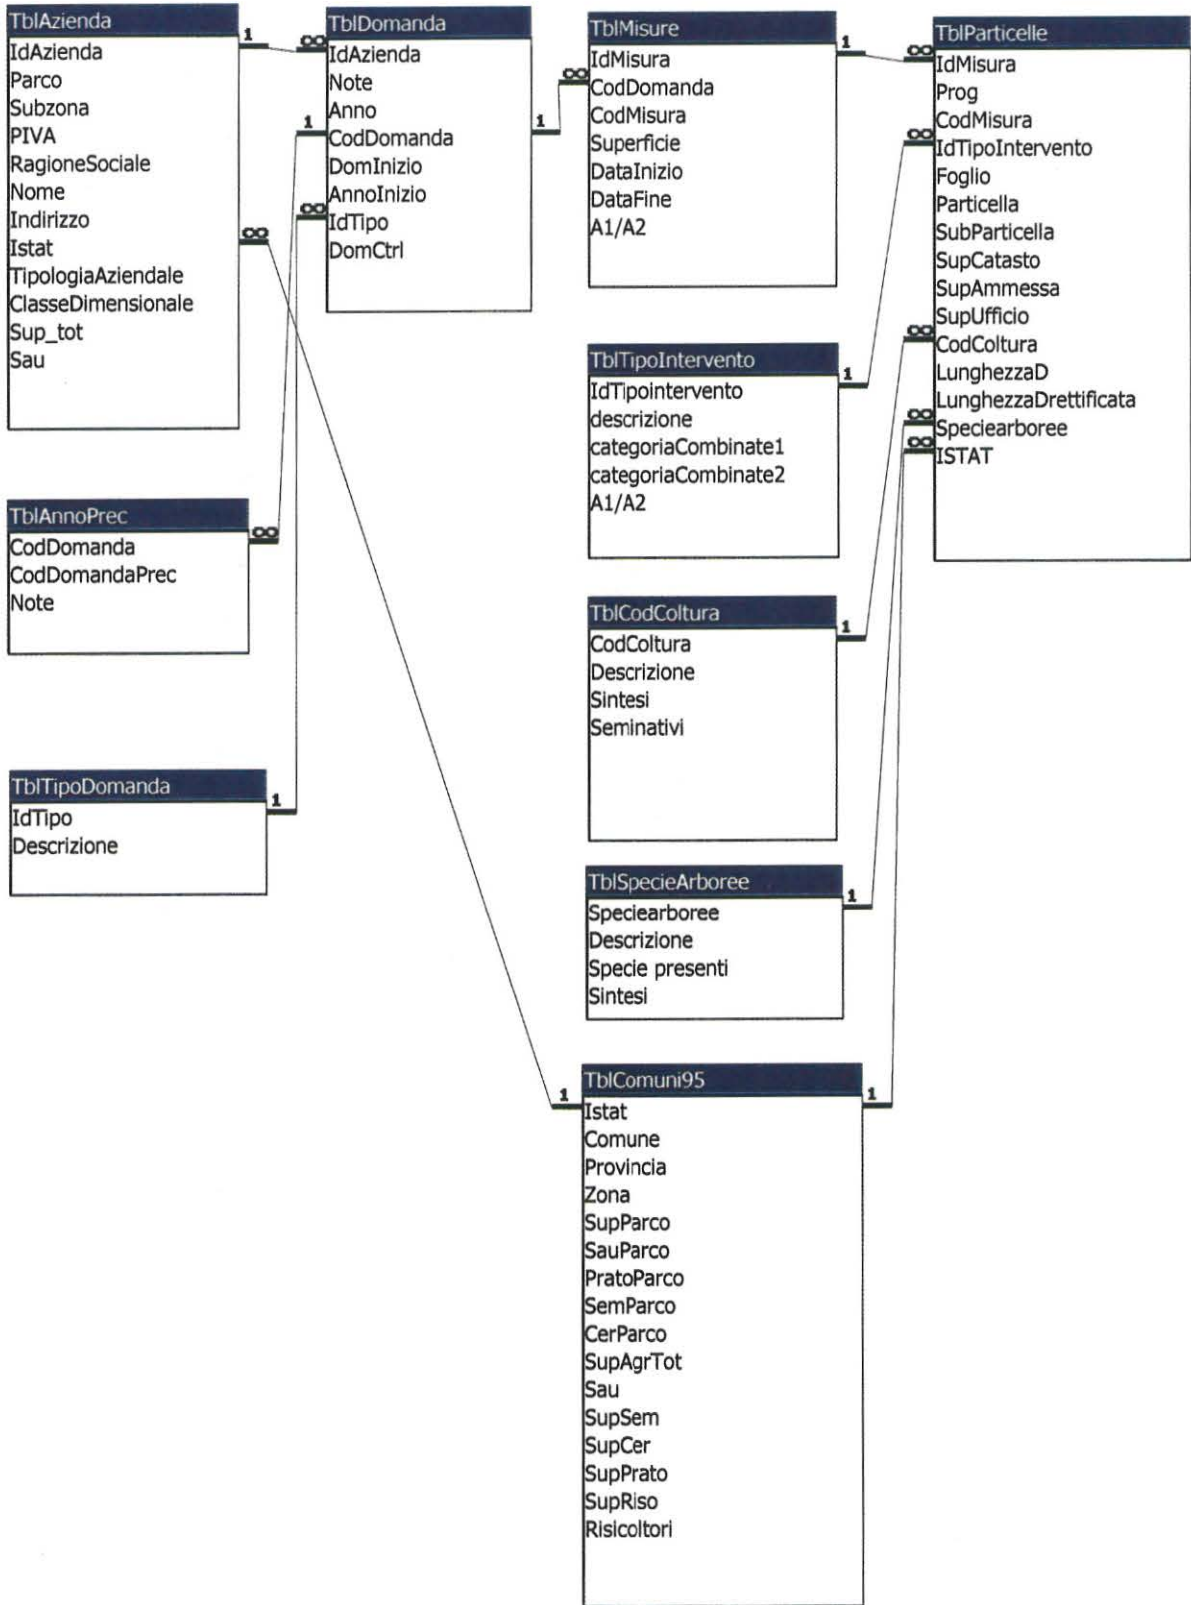 TblAzienda
IdAzienda
Parco
Subzona
PIVA
RagioneSociale
Nome
Indirizzo
Istat
TipologiaAziendale
ClasseDimensionale
Sup_tot
Sau
1
∞
TblDomanda
IdAzienda
Note
Anno
CodDomanda
DomInizio
AnnoInizio
IdTipo
DomCtrl
∞
1
∞
1
TblMisure
IdMisura
CodDomanda
CodMisura
Superficie
DataInizio
DataFine
A1/A2
∞
1
TblParticelle
IdMisura
Prog
CodMisura
IdTipoIntervento
Foglio
Particella
SubParticella
SupCatasto
SupAmmessa
SupUfficio
CodColtura
LunghezzaD
LunghezzaDrettificata
Speciearboree
ISTAT
∞
∞
∞
∞
∞
TblTipoIntervento
IdTipointervento
descrizione
categoriaCombinate1
categoriaCombinate2
A1/A2
1
TblAnnoPrec
CodDomanda
CodDomandaPrec
Note
∞
TblCodColtura
CodColtura
Descrizione
Sintesi
Seminativi
1
TblTipoDomanda
IdTipo
Descrizione
1
TblSpecieArboree
Speciearboree
Descrizione
Specie presenti
Sintesi
1
TblComuni95
Istat
Comune
Provincia
Zona
SupParco
SauParco
PratoParco
SemParco
CerParco
SupAgrTot
Sau
SupSem
SupCer
SupPrato
SupRiso
Risicoltori
1
1